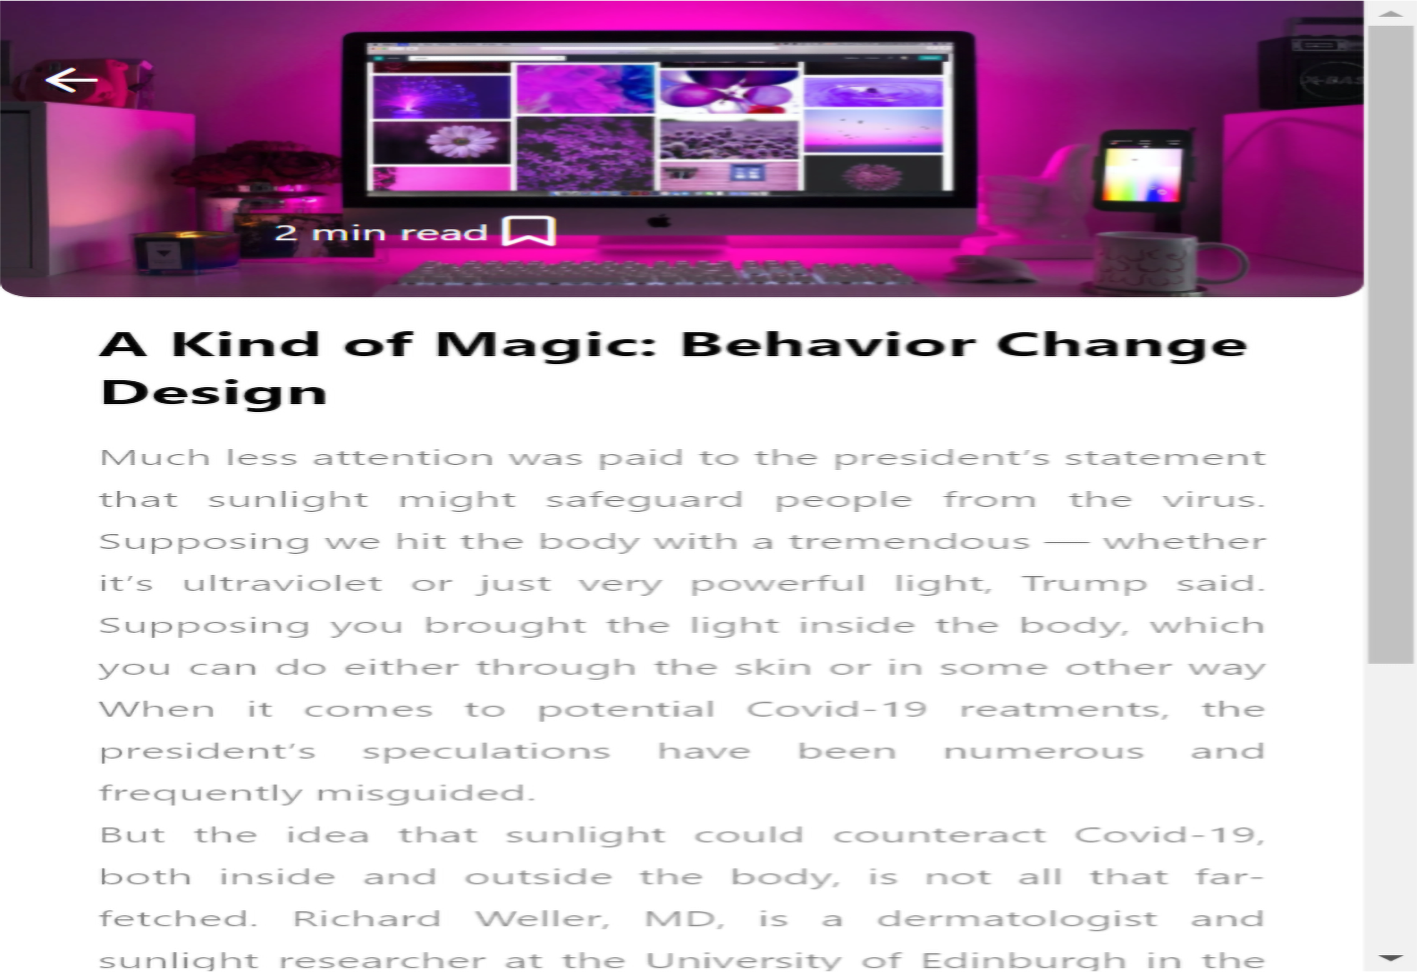 2 min read
A Kind of Magic: Behavior Change
Design
Much less attention was paid to the president’s statement
that sunlight might safeguard people from the virus.
Supposing we hit the body with a tremendous — whether
it’s ultraviolet or just very powerful light, Trump said.
Supposing you brought the light inside the body, which
you can do either through the skin or in some other way
When it comes to potential Covid-19 reatments, the
president’s speculations have been numerous and
frequently misguided.
But the idea that sunlight could counteract Covid-19,
both inside and outside the body, is not all that far-
fetched. Richard Weller, MD, is a dermatologist and
sunlight researcher at the University of Edinburgh in the